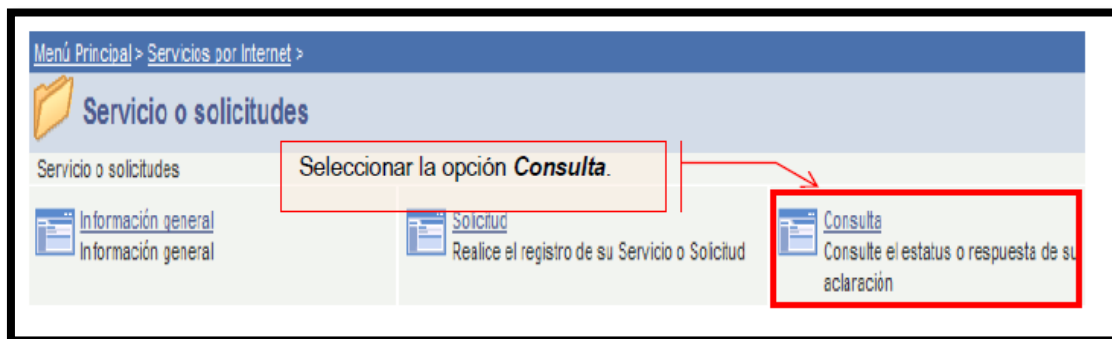 Menú Principal > Servicios por Internet >
Servicio o solicitudes
Servicio o solicitudes
Seleccionar la opción Consulta.
Información general
Información general
Solicitud
Realice el registro de su Servicio o Solicitud
Consulta
Consulte el estatus o respuesta de su
aclaración